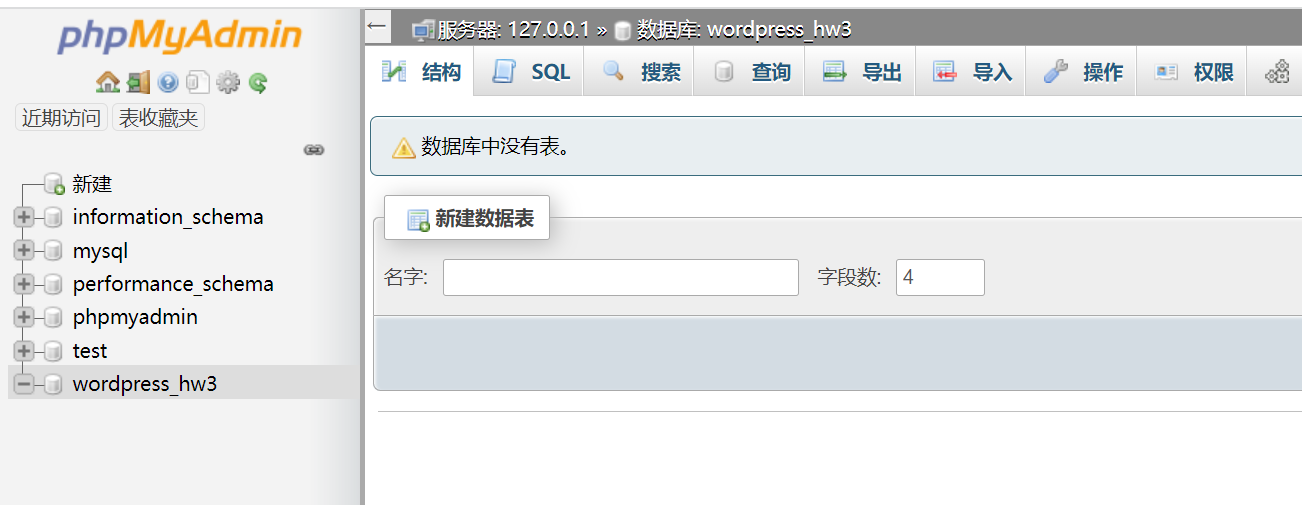 phpMyAdmin
近期访问 表收藏夹
新建
information_schema
mysql
performance_schema
phpmyadmin
test
wordpress_hw3
服务器: 127.0.0.1 » 数据库: wordpress_hw3
结构 SQL 搜索 查询 导出 导入 操作 权限
数据库中没有表。
新建数据表
名字: 字段数: 4